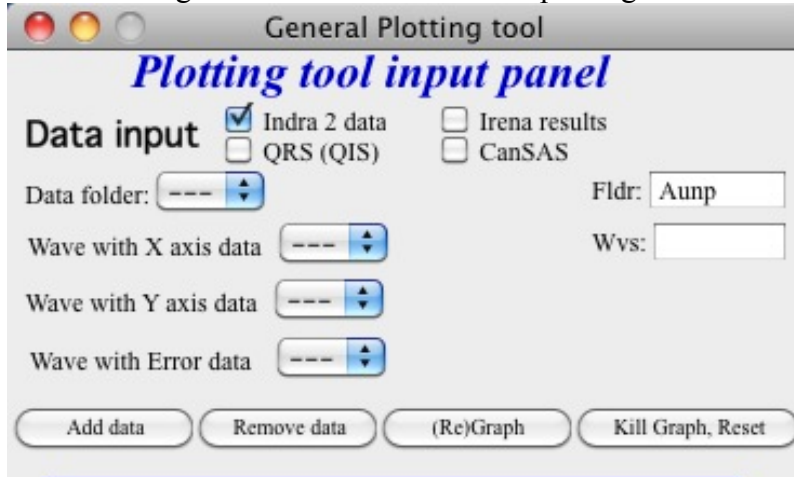 General Plotting tool
Plotting tool input panel
Data input
Indra 2 data
Irena results
QRS (QIS)
CanSAS
Data folder: ---
Fldr: Aunp
Wave with X axis data ---
Wvs:
Wave with Y axis data ---
Wave with Error data ---
Add data
Remove data
(Re)Graph
Kill Graph, Reset